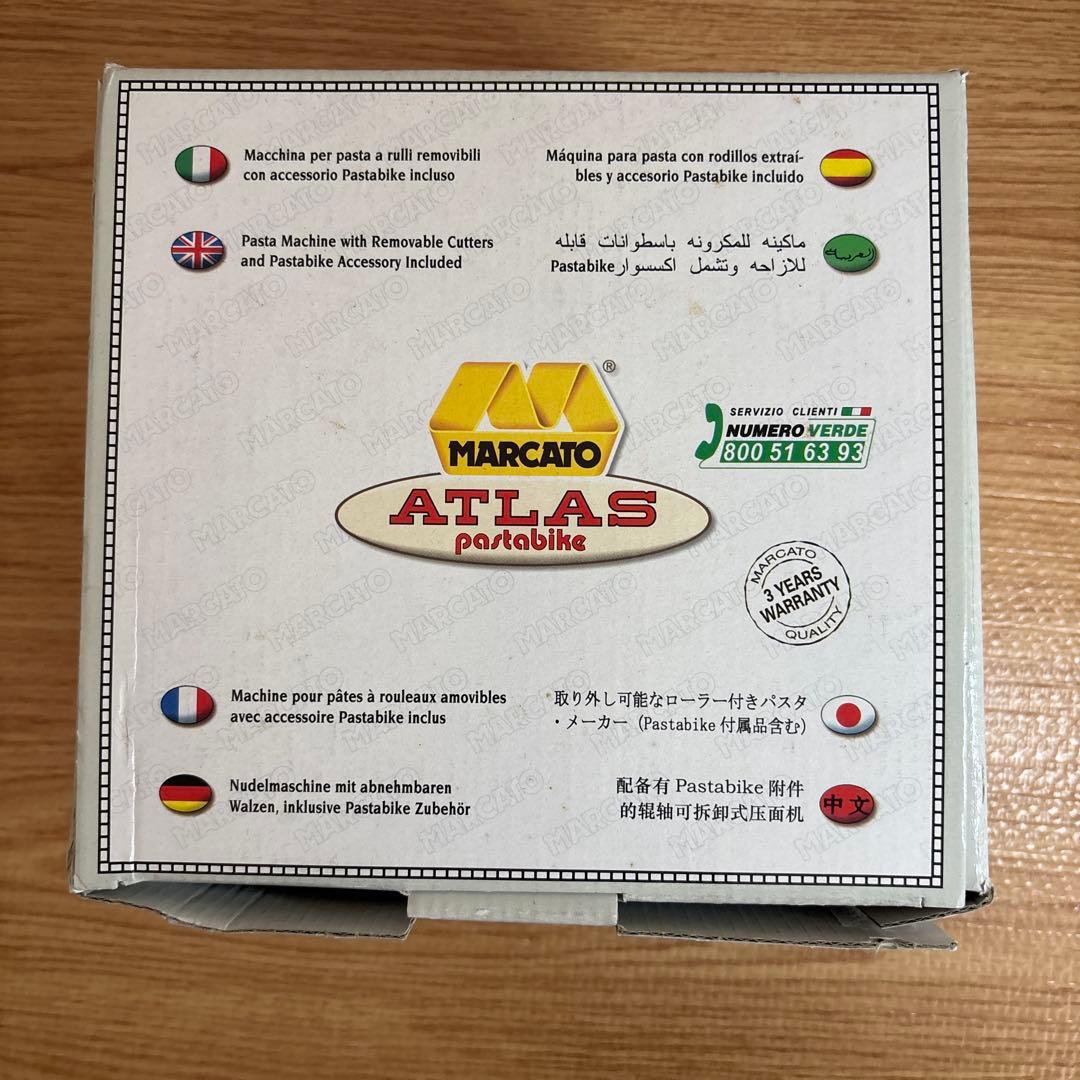 Macchina per pasta a rulli removibili
con accessorio Pastabike incluso
Máquina para pasta con rodillos extraí-
bles y accesorio Pastabike incluido
Pasta Machine with Removable Cutters
and Pastabike Accessory Included
ماكينه للمكرونه باسطوانات قابله
للازاحه وتشمل اكسسوار Pastabike
العربية
®
MARCATO
ATLAS
pastabike
SERVIZIO CLIENTI
NUMERO VERDE
800 51 63 93
MARCATO
3 YEARS
WARRANTY
QUALITY
Machine pour pâtes à rouleaux amovibles
avec accessoire Pastabike inclus
取り外し可能なローラー付きパスタ
・メーカー (Pastabike 付属品含む)
Nudelmaschine mit abnehmbaren
Walzen, inklusive Pastabike Zubehör
配备有 Pastabike 附件
的辊轴可拆卸式压面机
中文